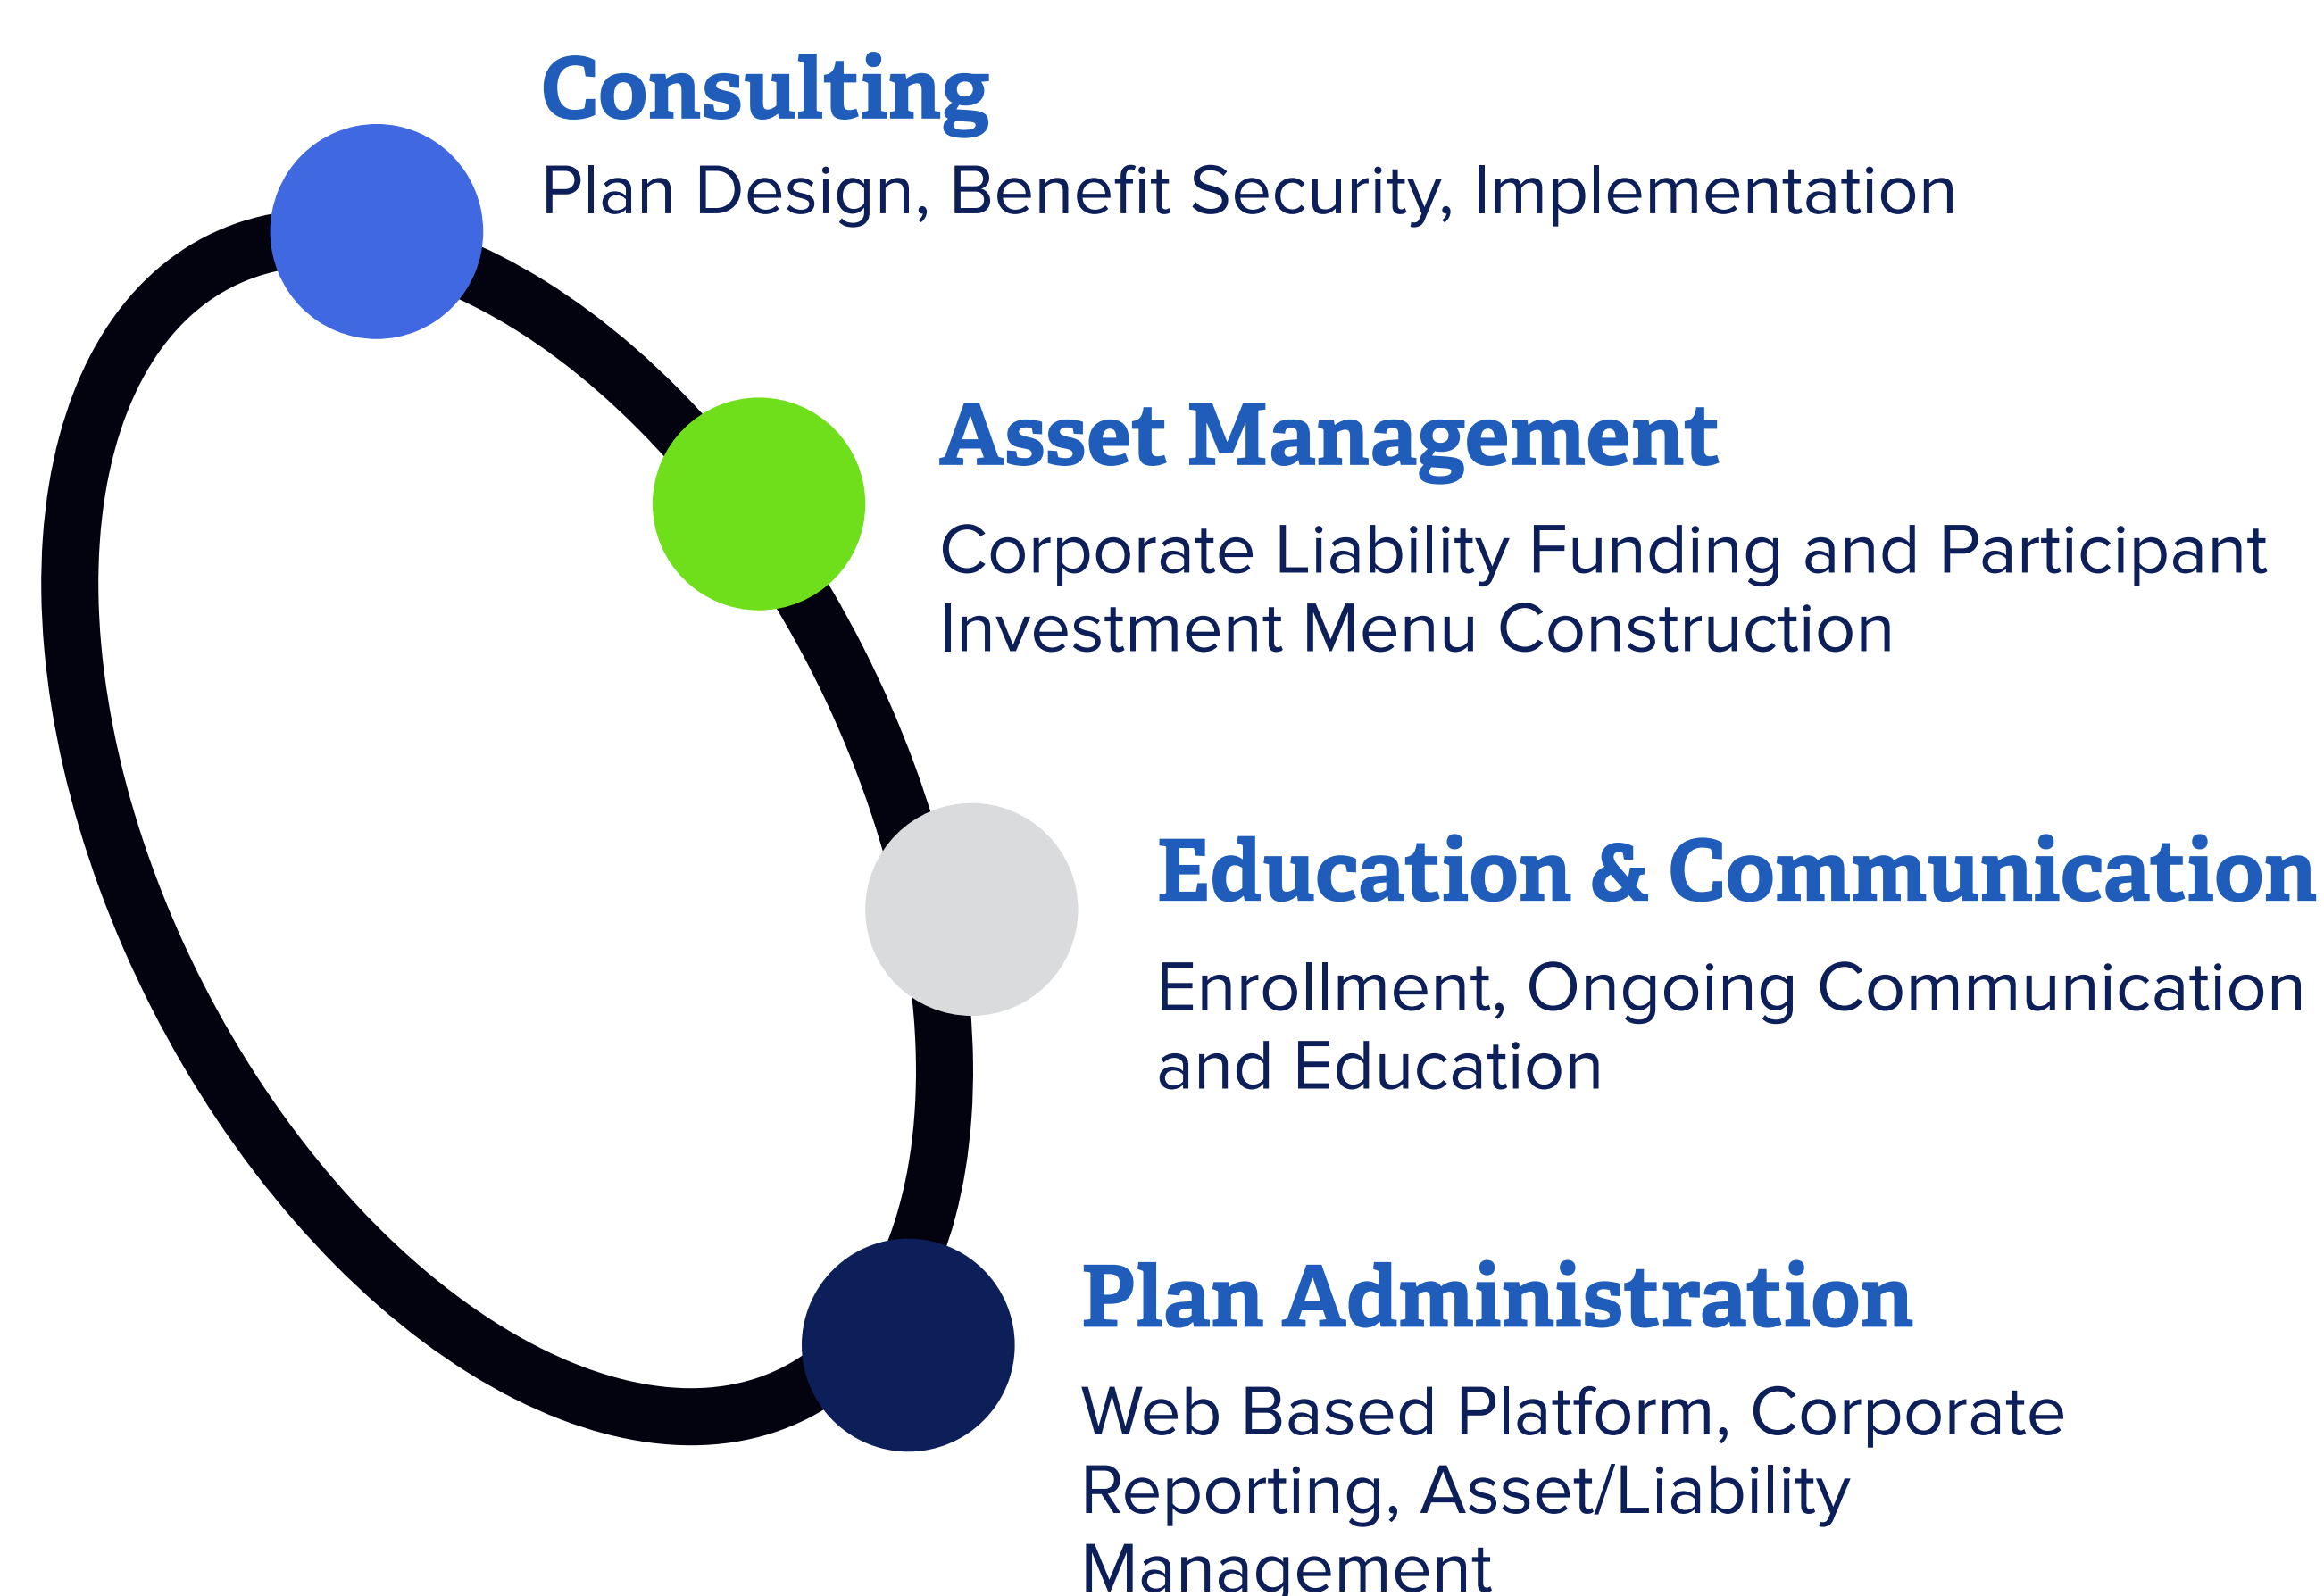 Consulting
Plan Design, Benefit Security, Implementation
Asset Management
Corporate Liability Funding and Participant
Investment Menu Construction
Education & Communication
Enrollment, Ongoing Communication
and Education
Plan Administration
Web Based Platform, Corporate
Reporting, Asset/Liability
Management